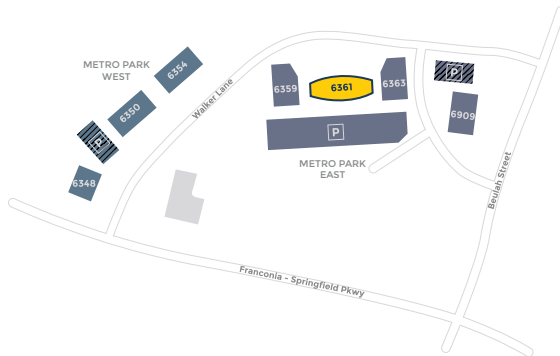 METRO PARK
WEST
6354
6350
P
6348
Walker Lane
6359
6361
6363
P
METRO PARK
EAST
P
6909
Beulah Street
Franconia - Springfield Pkwy